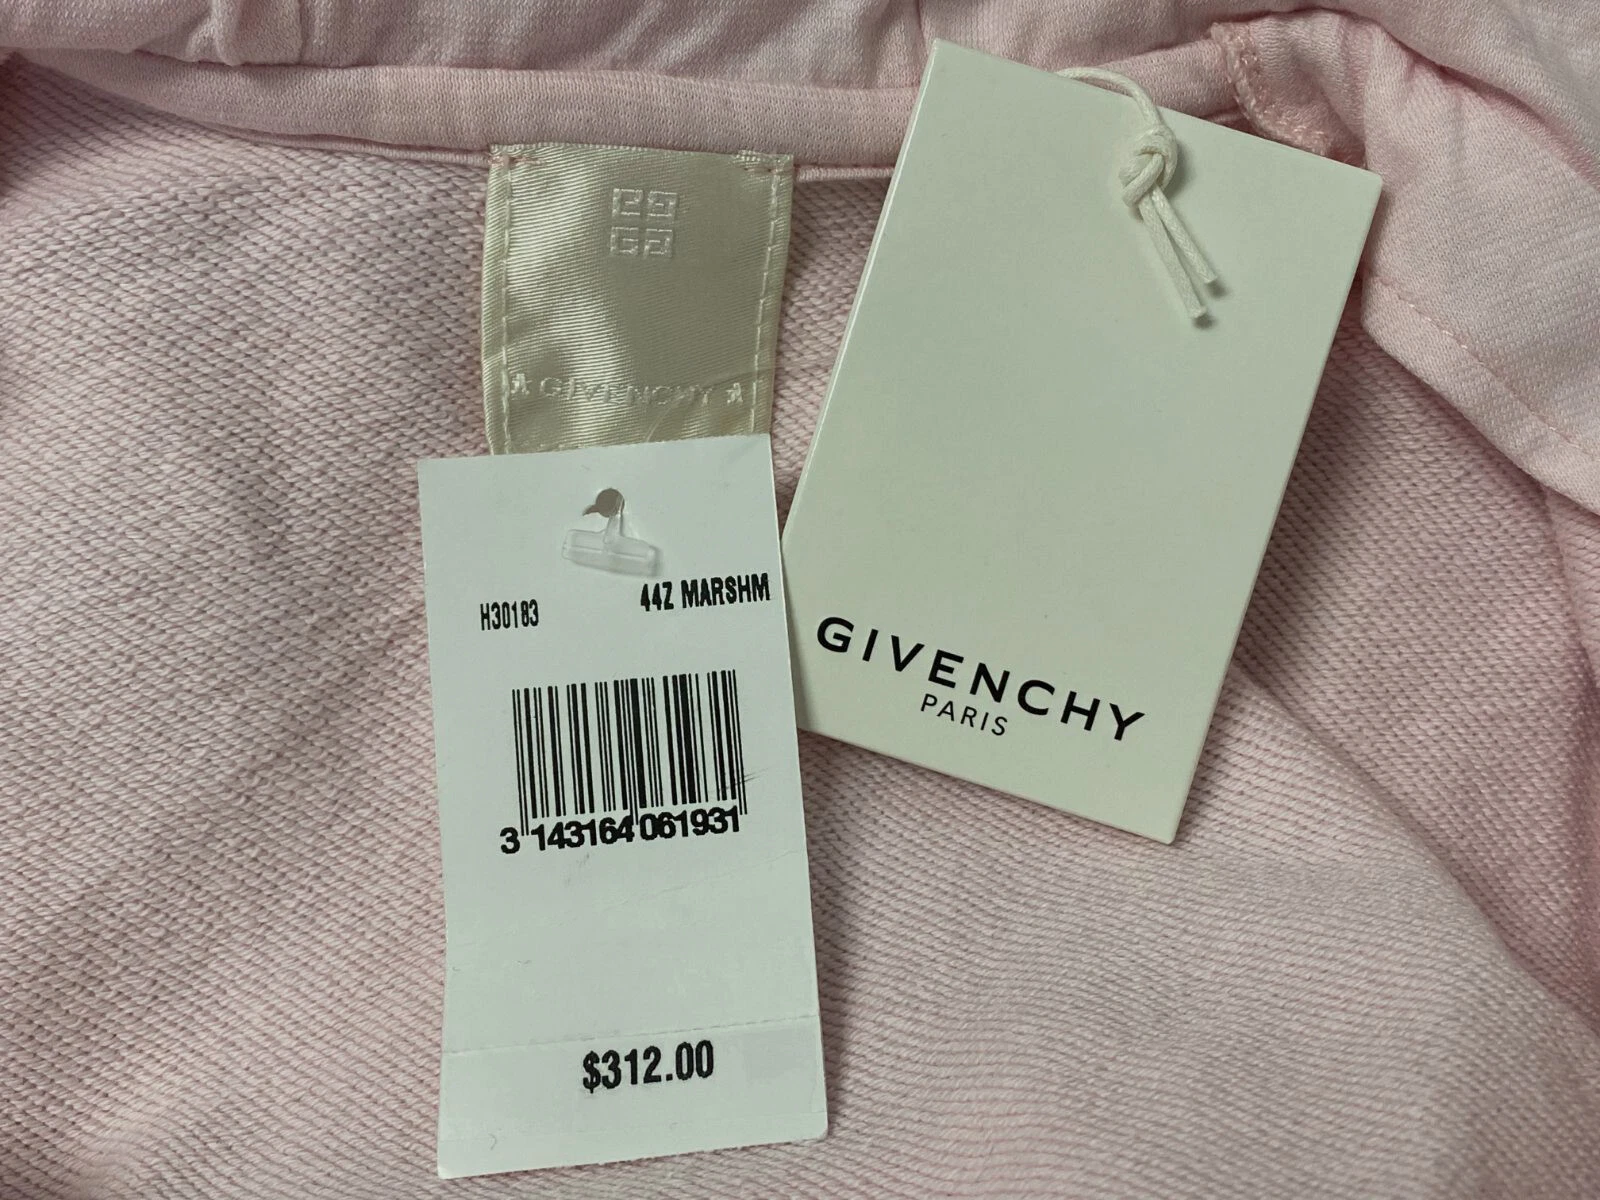 GIVENCHY
H30183
44Z MARSHM
3 143164 061931
$312.00
GIVENCHY
PARIS